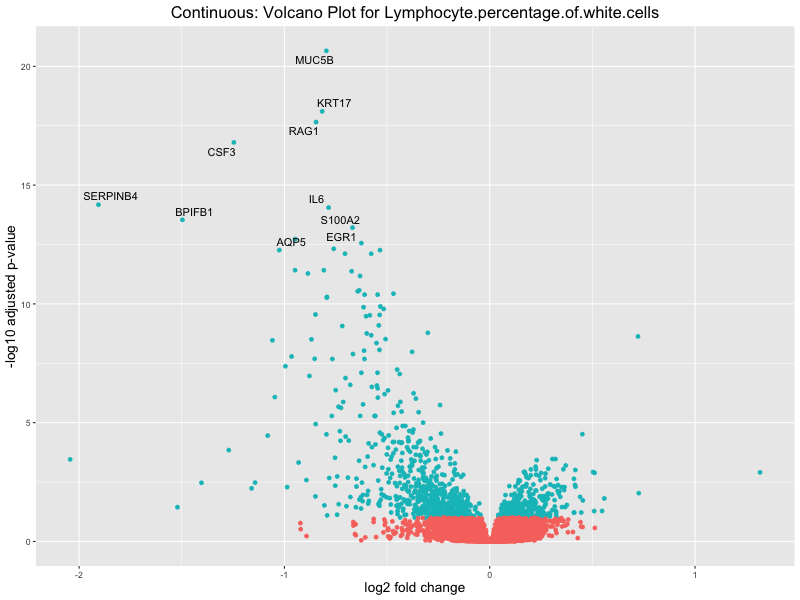 Continuous: Volcano Plot for Lymphocyte.percentage.of.white.cells
20
MUC5B
KRT17
RAG1
CSF3
15
SERPINB4
IL6
BPIFB1
S100A2
EGR1
AQP5
-log10 adjusted p-value
10
5
0
-2 -1 0 1
log2 fold change